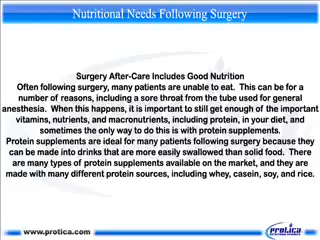 Nutritional Needs Following Surgery
Surgery After-Care Includes Good Nutrition
Often following surgery, many patients are unable to eat. This can be for a
number of reasons, including a sore throat from the tube used for general
anesthesia. When this happens, it is important to still get enough of the important
vitamins, nutrients, and macronutrients, including protein, in your diet, and
sometimes the only way to do this is with protein supplements.
Protein supplements are ideal for many patients following surgery because they
can be made into drinks that are more easily swallowed than solid food. There
are many types of protein supplements available on the market, and they are
made with many different protein sources, including whey, casein, soy, and rice.
www.protica.com
protica